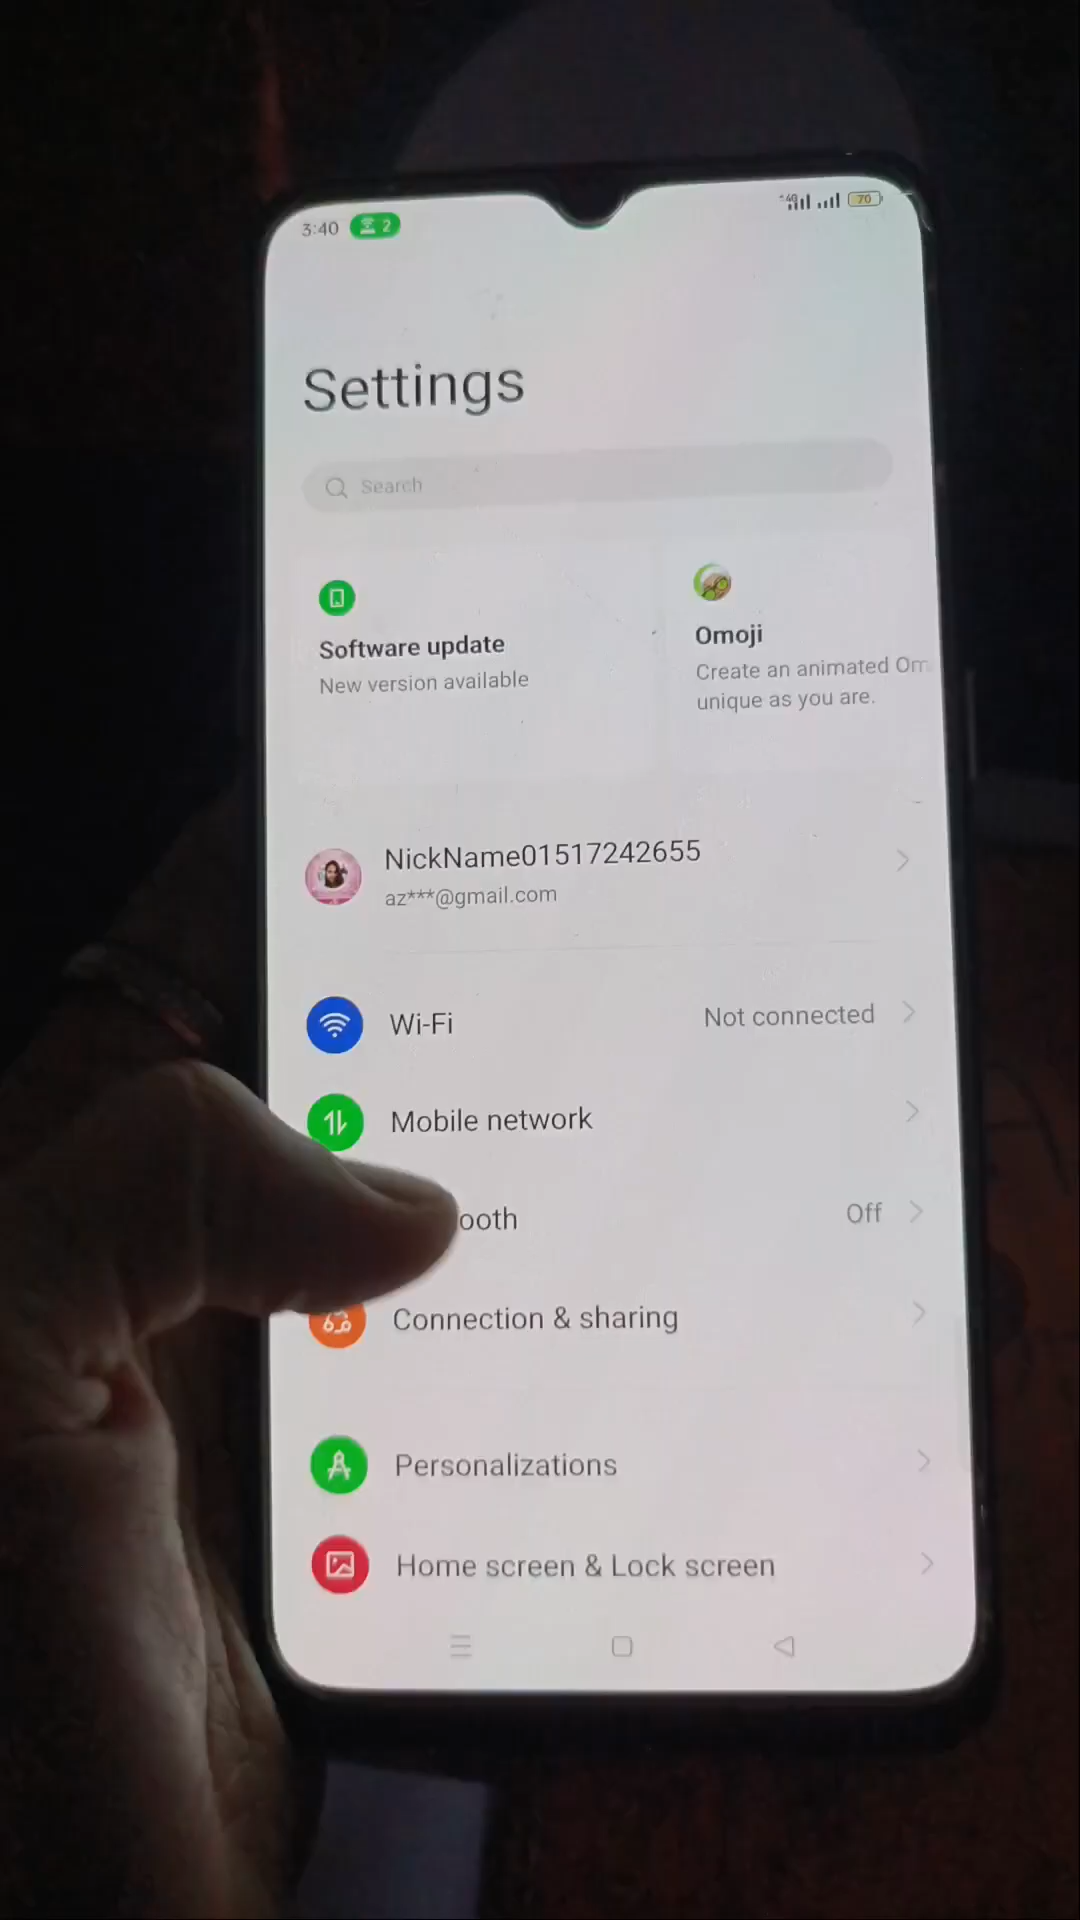 3:40 2 4G 70
Settings
Search
Software update
New version available
Omoji
Create an animated Om
unique as you are.
NickName01517242655
az***@gmail.com
Wi-Fi Not connected
Mobile network
ooth Off
Connection & sharing
Personalizations
Home screen & Lock screen